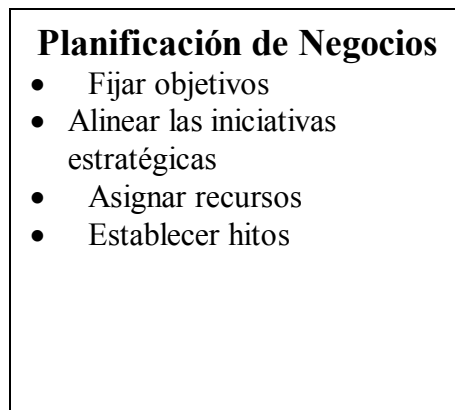 Planificación de Negocios
• Fijar objetivos
• Alinear las iniciativas
estratégicas
• Asignar recursos
• Establecer hitos